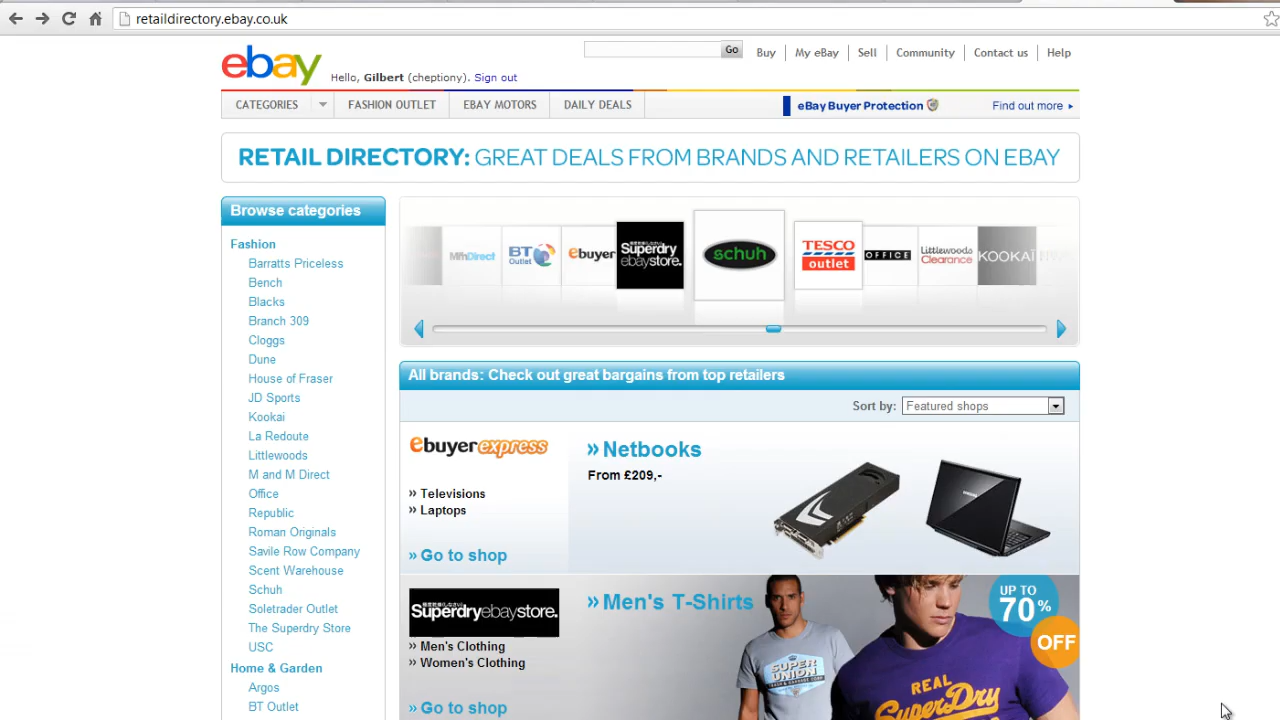 retaildirectory.ebay.co.uk
ebay
Hello, Gilbert (cheptiony). Sign out
Go
Buy
My eBay
Sell
Community
Contact us
Help
CATEGORIES
FASHION OUTLET
EBAY MOTORS
DAILY DEALS
eBay Buyer Protection
Find out more
RETAIL DIRECTORY: GREAT DEALS FROM BRANDS AND RETAILERS ON EBAY
Browse categories
Fashion
Barratts Priceless
Bench
Blacks
Branch 309
Cloggs
Dune
House of Fraser
JD Sports
Kookai
La Redoute
Littlewoods
M and M Direct
Office
Republic
Roman Originals
Savile Row Company
Scent Warehouse
Schuh
Soletrader Outlet
The Superdry Store
USC
Home & Garden
Argos
BT Outlet
MmDirect
BT
Outlet
ebuyer
Superdry
ebaystore.
schuh
TESCO
outlet
OFFICE
Littlewoods
Clearance
KOOKAI
All brands: Check out great bargains from top retailers
Sort by: Featured shops
ebuyer express
» Televisions
» Laptops
» Go to shop
» Netbooks
From £209,-
Superdry ebaystore.
» Men's Clothing
» Women's Clothing
» Go to shop
» Men's T-Shirts
UP TO
70%
OFF
SUPER
UNION
REAL
SuperDry